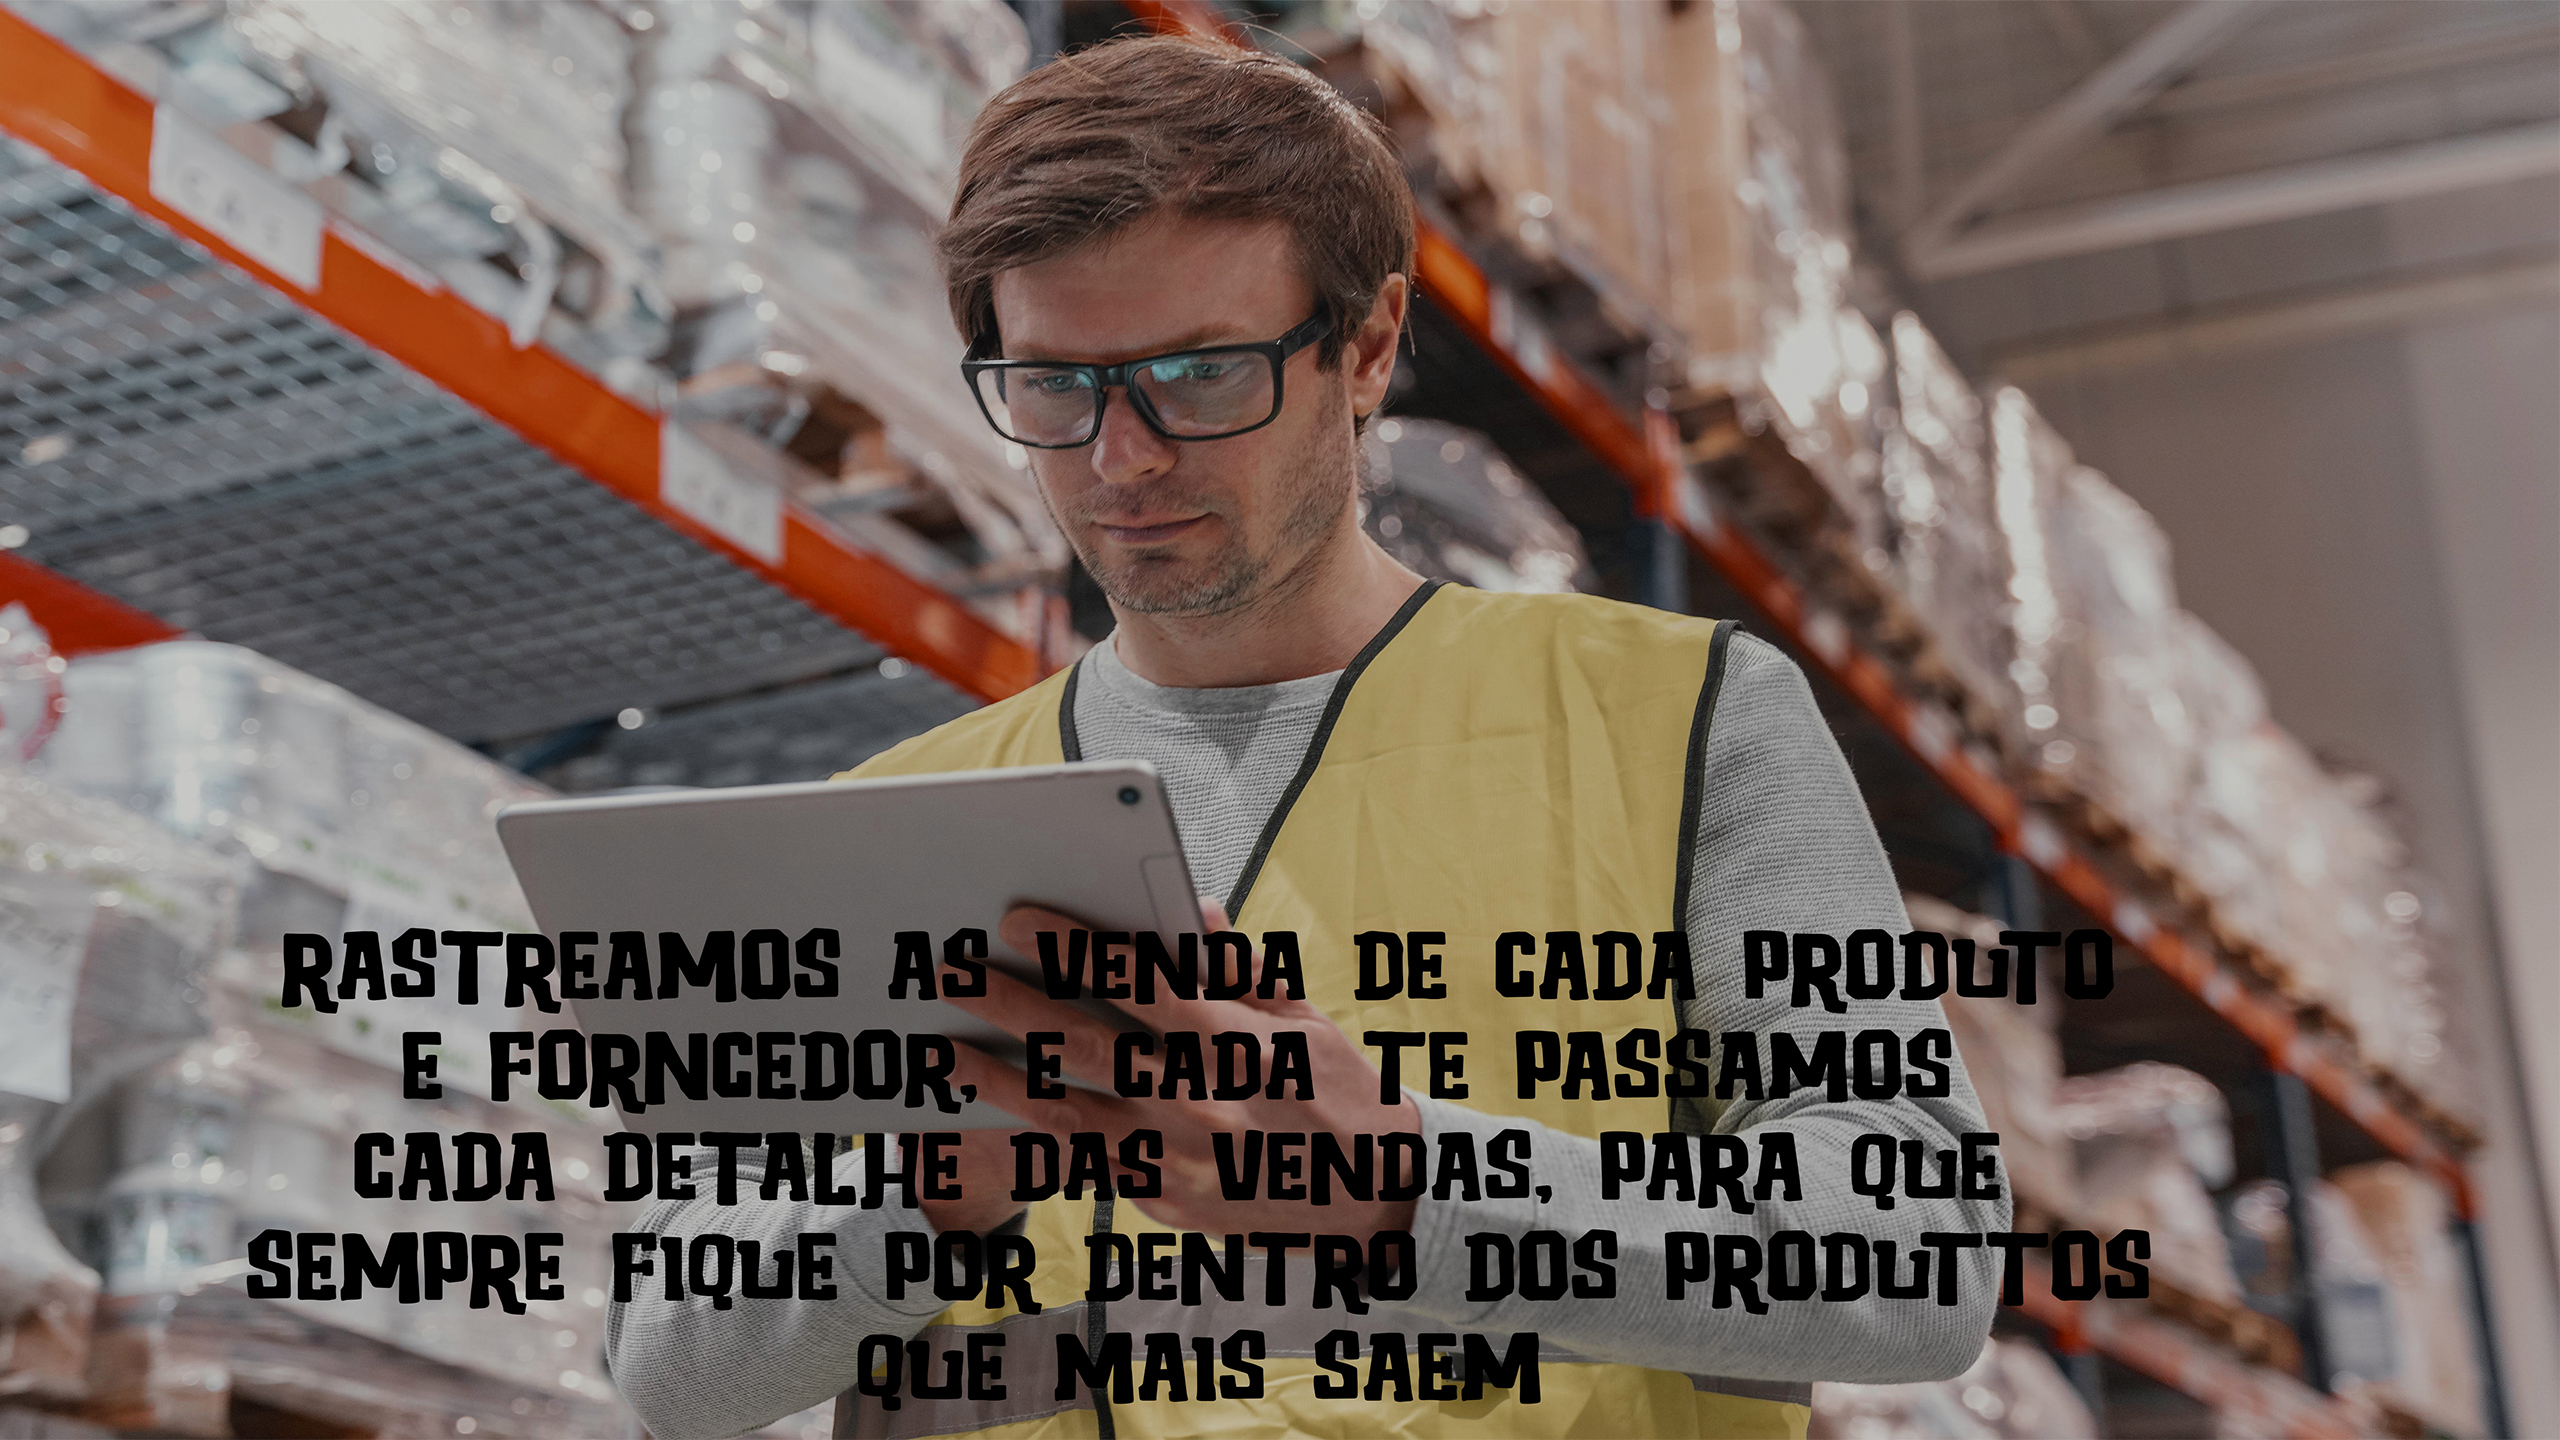 RASTREAMOS AS VENDA DE CADA PRODUTO
E FORNCEDOR, E CADA TE PASSAMOS
CADA DETALHE DAS VENDAS, PARA QUE
SEMPRE FIQUE POR DENTRO DOS PRODUTTOS
QUE MAIS SAEM